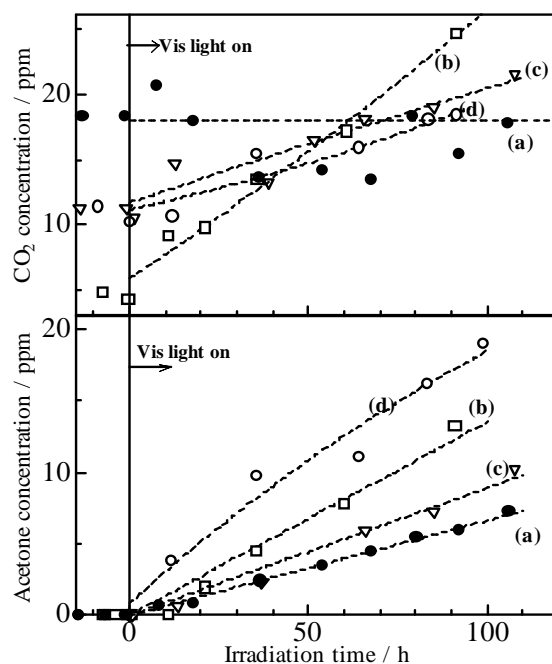 CO2 concentration / ppm
20
10
Vis light on
(b)
(c)
(d)
(a)
Acetone concentration / ppm
20
10
0
Vis light on
(d)
(b)
(c)
(a)
0
50
100
Irradiation time / h